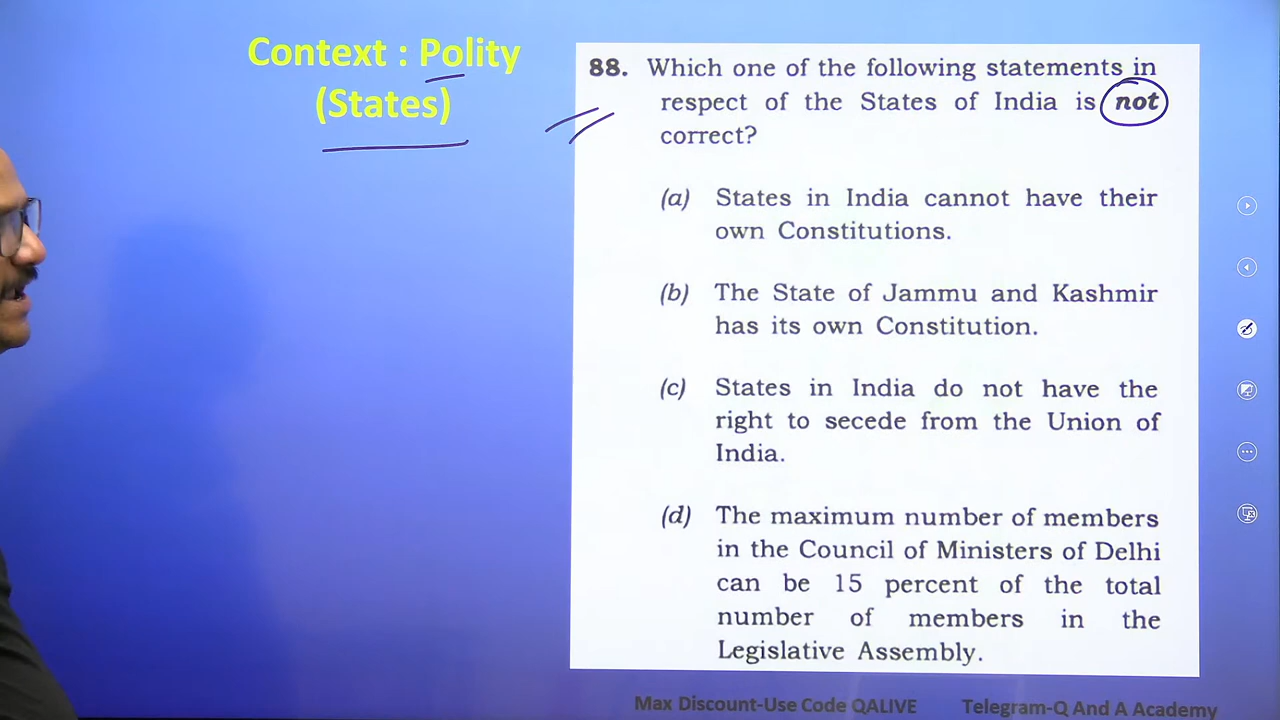 Context : Polity
(States)
88. Which one of the following statements in
respect of the States of India is not
correct?
(a) States in India cannot have their
own Constitutions.
(b) The State of Jammu and Kashmir
has its own Constitution.
(c) States in India do not have the
right to secede from the Union of
India.
(d) The maximum number of members
in the Council of Ministers of Delhi
can be 15 percent of the total
number of members in the
Legislative Assembly.
Max Discount-Use Code QALIVE Telegram-Q And A Academy